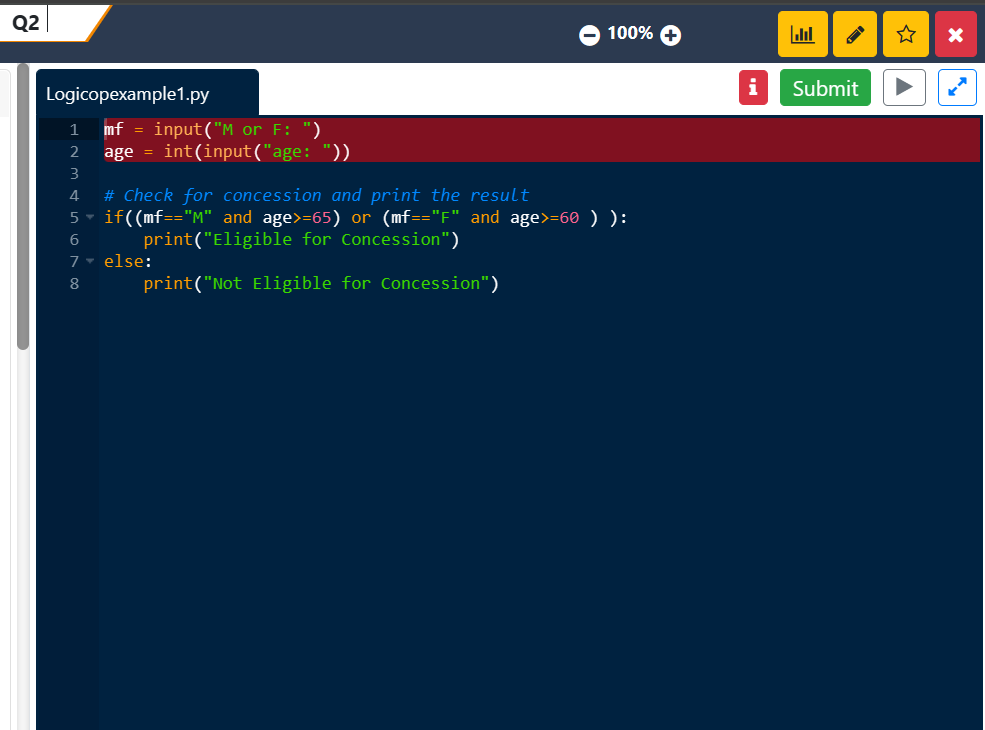 Q2
100%
Logicopexample1.py
Submit
1 mf = input("M or F: ")
2 age = int(input("age: "))
3
4 # Check for concession and print the result
5 if((mf=="M" and age>=65) or (mf=="F" and age>=60 ) ):
6     print("Eligible for Concession")
7 else:
8     print("Not Eligible for Concession")